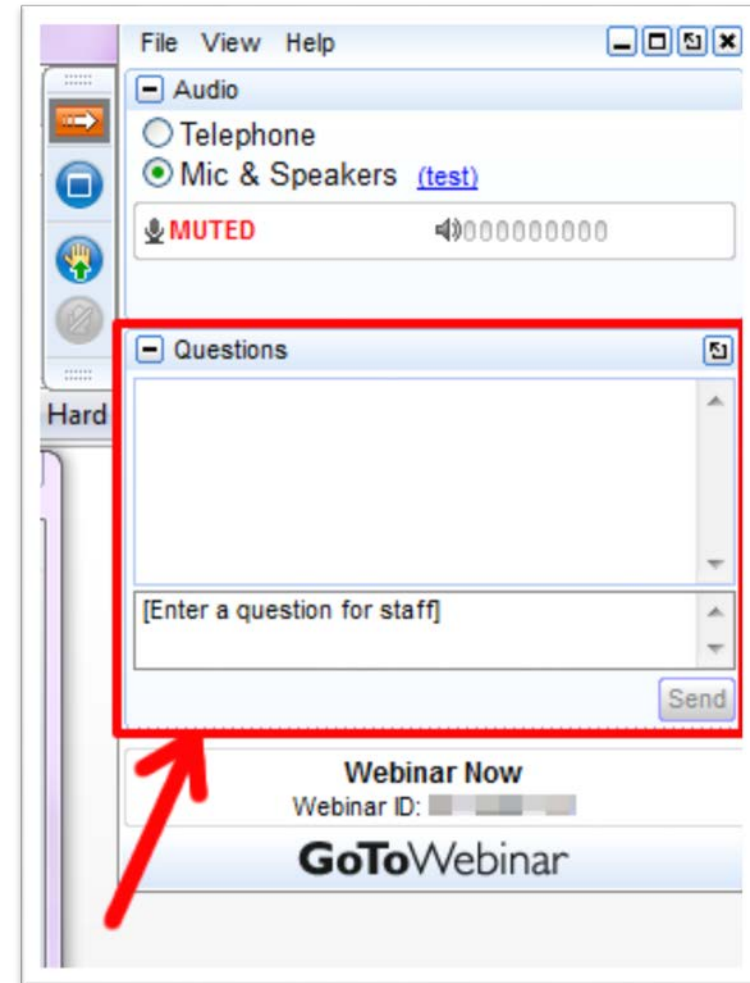 File View Help
Audio
Telephone
Mic & Speakers (test)
MUTED 000000000
Questions
Hard
[Enter a question for staff]
Send
Webinar Now
Webinar ID:
GoToWebinar